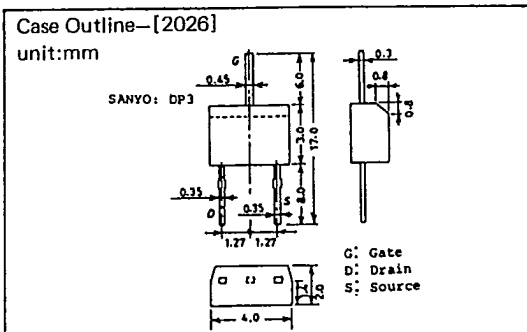 Case Outline—[2026]
unit:mm
G
0.45
SANYO: DP3
6.0
3.0
17.0
8.0
0.35
0.35
D
S
1.27
1.27
0.3
0.8
0.8
G: Gate
D: Drain
S: Source
2.0
4.0